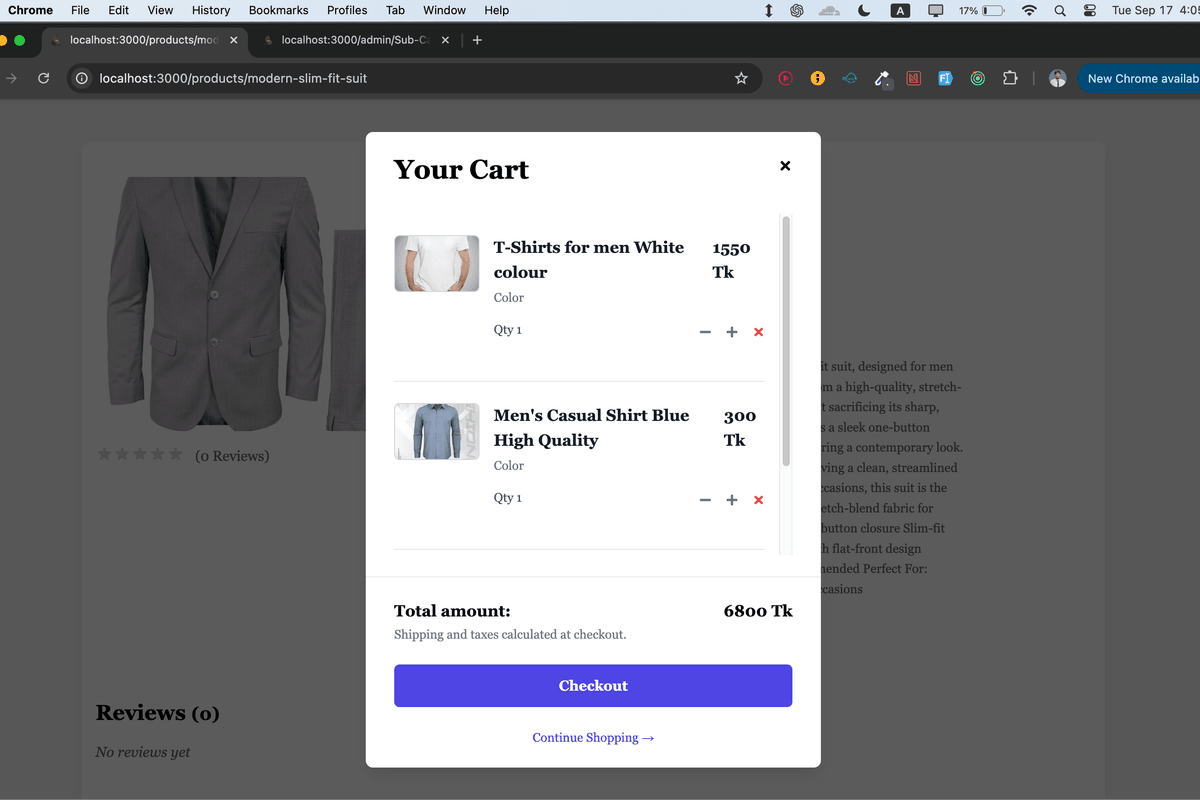 Chrome File Edit View History Bookmarks Profiles Tab Window Help A 17% Tue Sep 17
localhost:3000/products/mod localhost:3000/admin/Sub-C
localhost:3000/products/modern-slim-fit-suit New Chrome availab
Your Cart
T-Shirts for men White 1550
colour Tk
Color
Qty 1
Men's Casual Shirt Blue 300
High Quality Tk
Color
Qty 1
Total amount: 6800 Tk
Shipping and taxes calculated at checkout.
Checkout
Continue Shopping →
(0 Reviews)
Reviews (0)
No reviews yet
it suit, designed for men
om a high-quality, stretch-
t sacrificing its sharp,
s a sleek one-button
ring a contemporary look.
ving a clean, streamlined
ccasions, this suit is the
etch-blend fabric for
button closure Slim-fit
h flat-front design
mended Perfect For:
ccasions